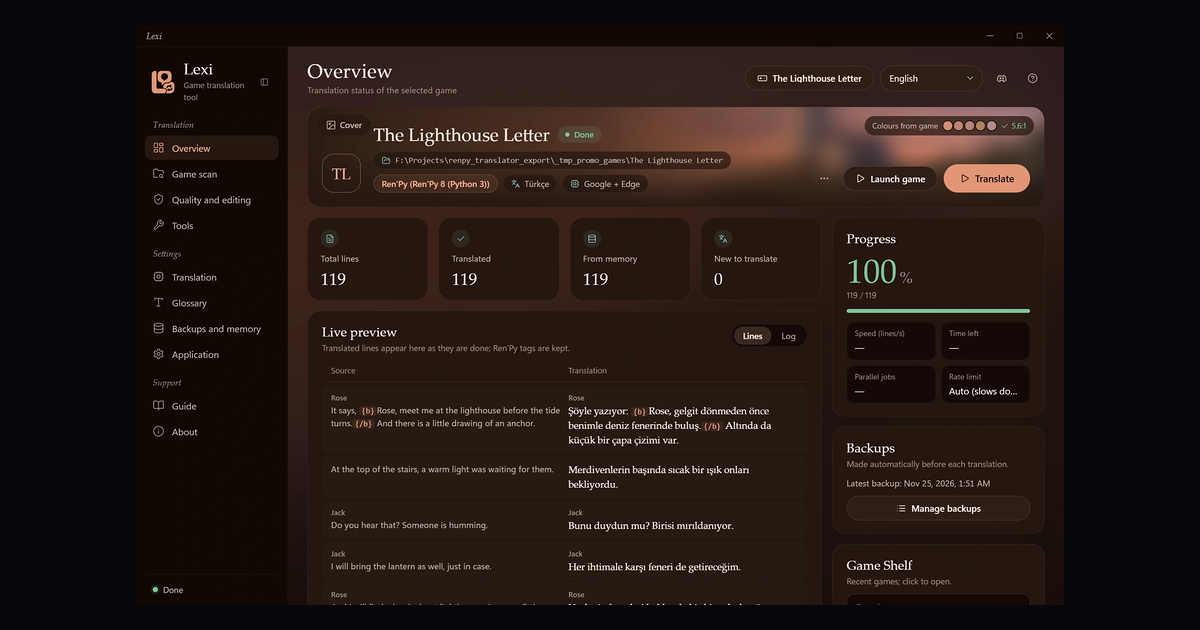 Lexi
Lexi
Game translation
tool
Translation
Overview
Game scan
Quality and editing
Tools
Settings
Translation
Glossary
Backups and memory
Application
Support
Guide
About
Done
Overview
Translation status of the selected game
The Lighthouse Letter
English
Cover
The Lighthouse Letter
Done
Colours from game
5.6:1
TL
F:\Projects\renpy_translator_export\_tmp_promo_games\The Lighthouse Letter
Ren'Py (Ren'Py 8 (Python 3))
Türkçe
Google + Edge
...
Launch game
Translate
Total lines
119
Translated
119
From memory
119
New to translate
0
Live preview
Translated lines appear here as they are done; Ren'Py tags are kept.
Lines
Log
Source
Translation
Rose
It says, {b} Rose, meet me at the lighthouse before the tide
turns. {/b} And there is a little drawing of an anchor.
Rose
Şöyle yazıyor: {b} Rose, gelgit dönmeden önce
benimle deniz fenerinde buluş. {/b} Altında da
küçük bir çapa çizimi var.
At the top of the stairs, a warm light was waiting for them.
Merdivenlerin başında sıcak bir ışık onları
bekliyordu.
Jack
Do you hear that? Someone is humming.
Jack
Bunu duydun mu? Birisi mırıldanıyor.
Jack
I will bring the lantern as well, just in case.
Jack
Her ihtimale karşı feneri de getireceğim.
Rose
Rose
Progress
100%
119 / 119
Speed (lines/s)
—
Time left
—
Parallel jobs
—
Rate limit
Auto (slows do...
Backups
Made automatically before each translation.
Latest backup: Nov 25, 2026, 1:51 AM
Manage backups
Game Shelf
Recent games; click to open.